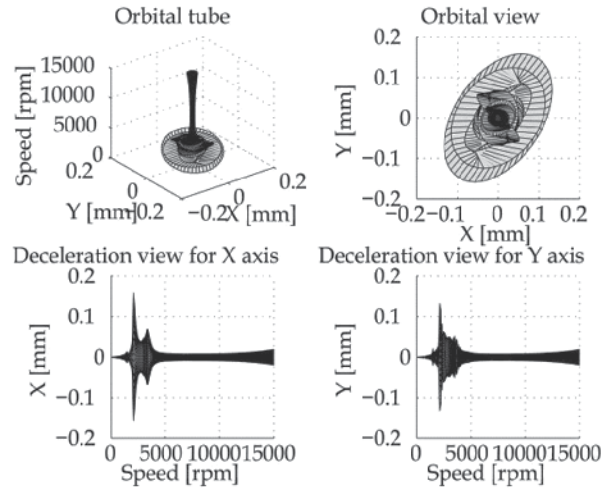 Orbital tube
15000
10000
5000
0
0.2
0
−0.2
Y [mm]
−0.2
0
0.2
X [mm]
Speed [rpm]
Orbital view
0.2
0.1
0
−0.1
−0.2
Y [mm]
−0.2 −0.1 0 0.1 0.2
X [mm]
Deceleration view for X axis
0.2
0.1
0
−0.1
−0.2
X [mm]
0 5000 10000 15000
Speed [rpm]
Deceleration view for Y axis
0.2
0.1
0
−0.1
−0.2
Y [mm]
0 5000 10000 15000
Speed [rpm]